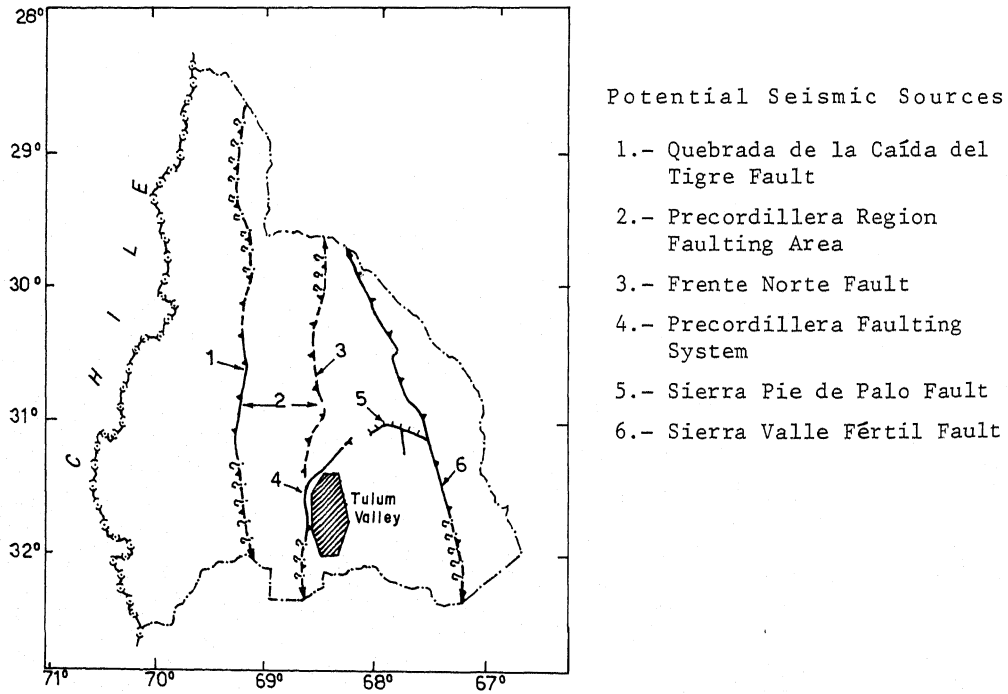 28°
29°
30°
31°
32°
71°
70°
69°
68°
67°
C H I L E
1
2
3
4
5
6
Tulum
Valley
? ? ?
? ? ?
? ? ?
? ? ?
? ? ?
? ? ?
Potential Seismic Sources
1.- Quebrada de la Caída del
Tigre Fault
2.- Precordillera Region
Faulting Area
3.- Frente Norte Fault
4.- Precordillera Faulting
System
5.- Sierra Pie de Palo Fault
6.- Sierra Valle Fértil Fault